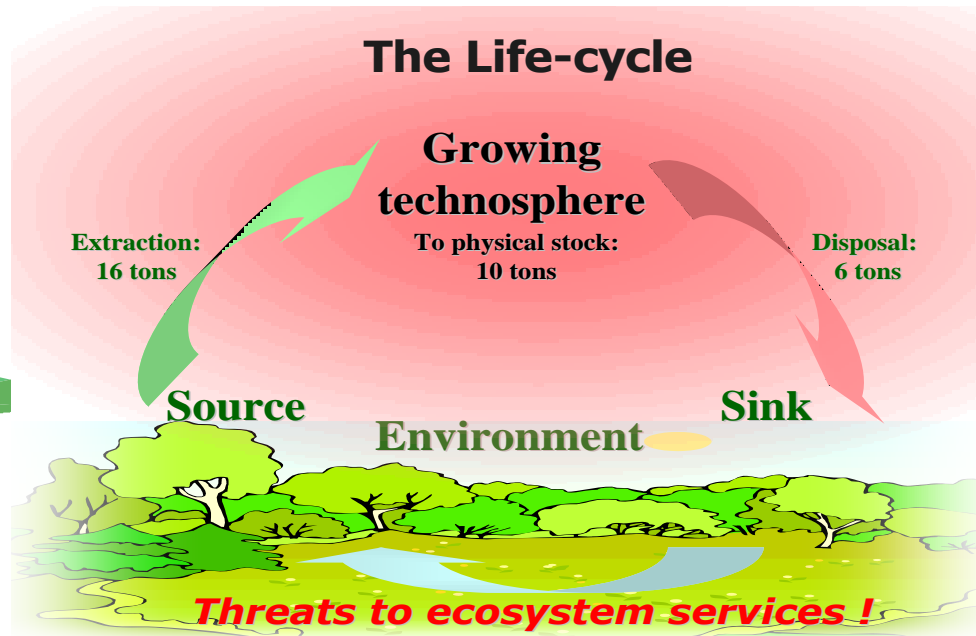 The Life-cycle
Growing
technosphere
Extraction:
16 tons
To physical stock:
10 tons
Disposal:
6 tons
Source
Sink
Environment
Threats to ecosystem services !